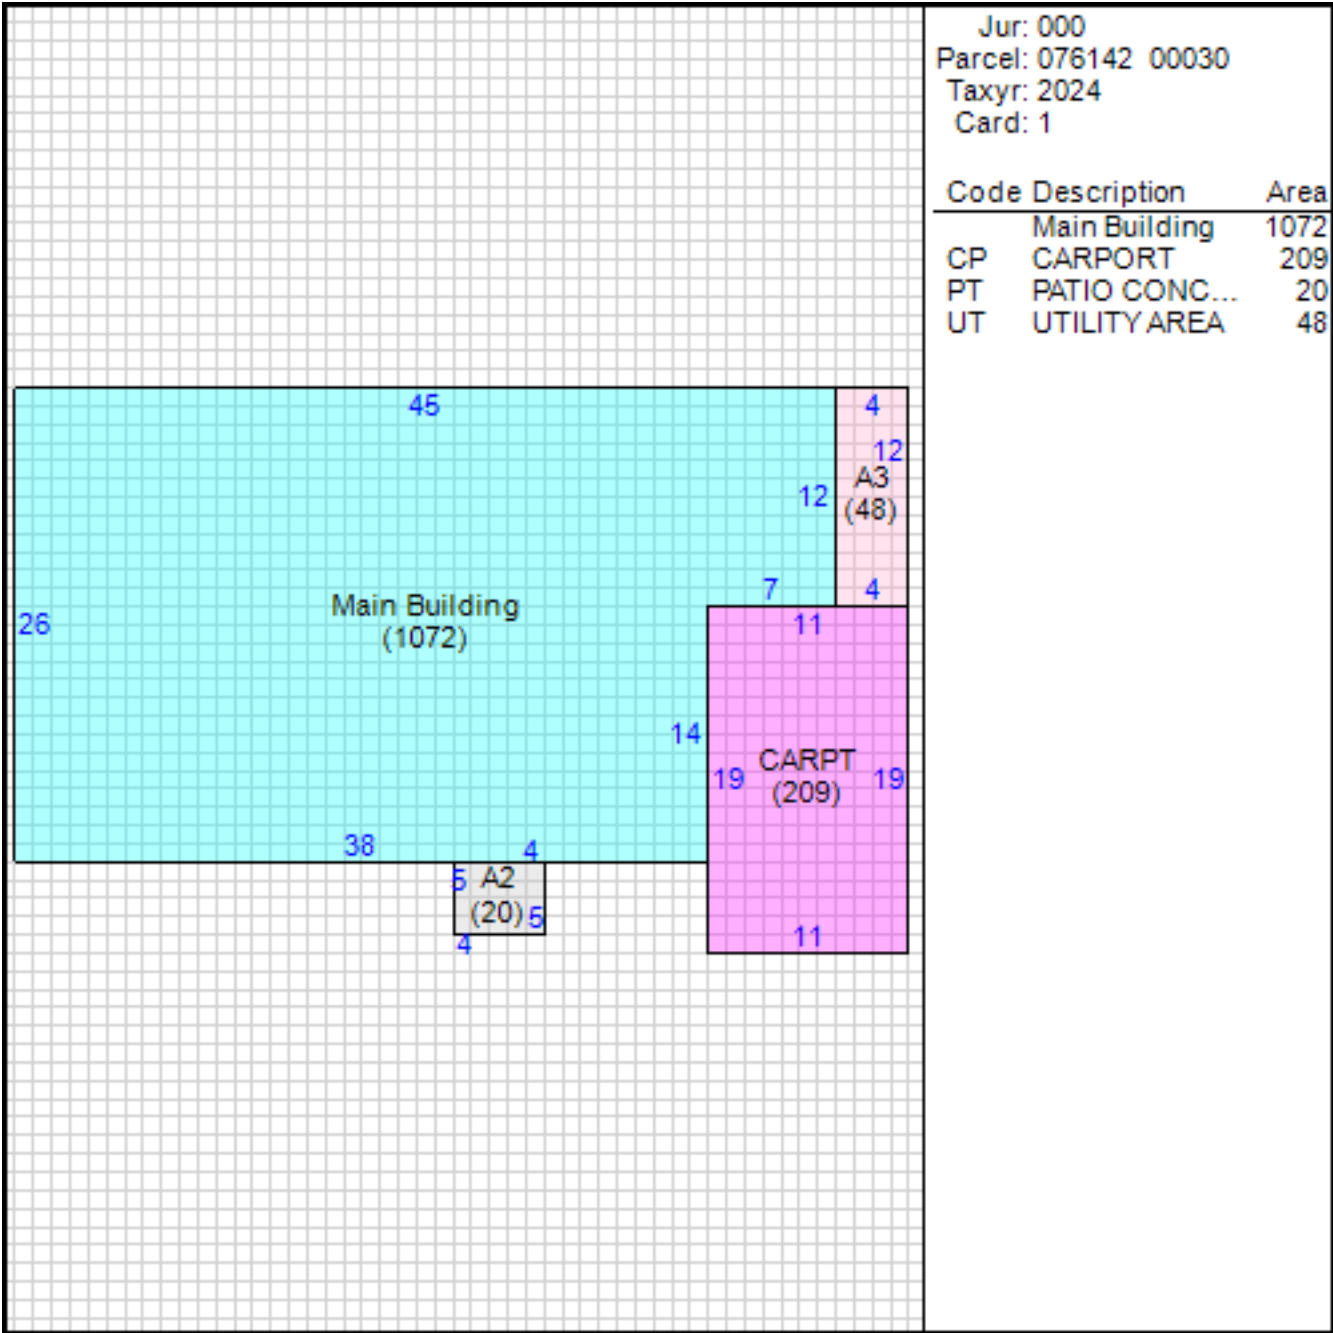 Jur: 000
Parcel: 076142 00030
Taxyr: 2024
Card: 1
Code Description Area
Main Building 1072
CP CARPORT 209
PT PATIO CONC... 20
UT UTILITY AREA 48
45
4
12
A3
12
(48)
7
4
Main Building
26
11
(1072)
14
CARPT
19
19
(209)
38
4
5
A2
(20)
5
11
4